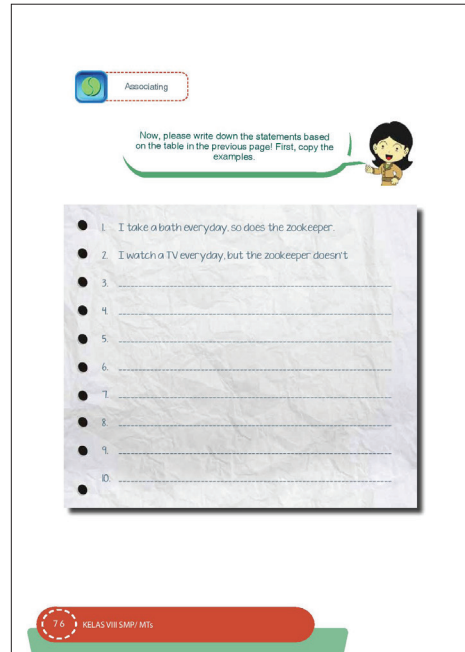 Associating
Now, please write down the statements based
on the table in the previous page! First, copy the
examples.
1. I take a bath everyday, so does the zookeeper.
2. I watch a TV everyday, but the zookeeper doesn't
3.
4.
5.
6.
7.
8.
9.
10.
76 KELAS VIII SMP/ MTs